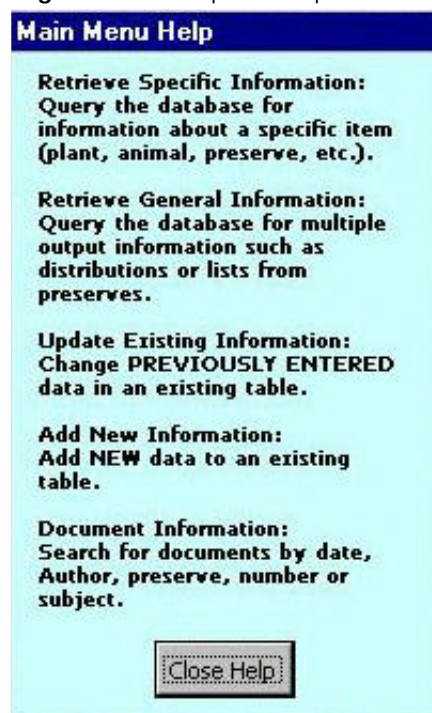 Main Menu Help
Retrieve Specific Information:
Query the database for
information about a specific item
(plant, animal, preserve, etc.).
Retrieve General Information:
Query the database for multiple
output information such as
distributions or lists from
preserves.
Update Existing Information:
Change PREVIOUSLY ENTERED
data in an existing table.
Add New Information:
Add NEW data to an existing
table.
Document Information:
Search for documents by date,
Author, preserve, number or
subject.
Close Help